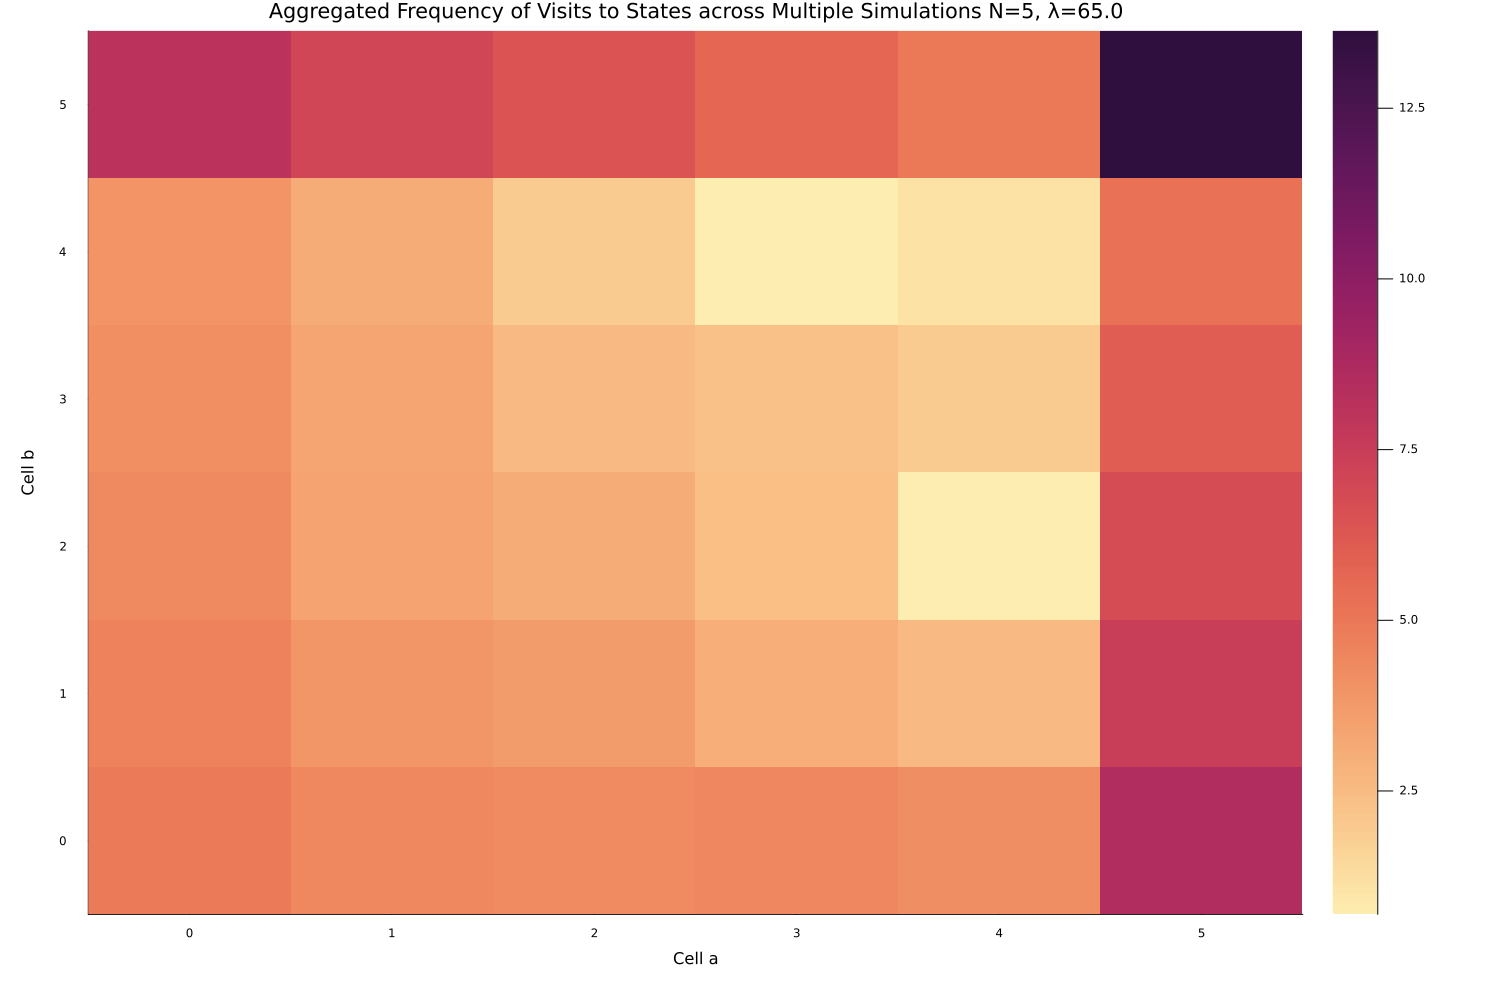 Aggregated Frequency of Visits to States across Multiple Simulations N=5, λ=65.0
5
4
3
2
1
0
Cell b
0 1 2 3 4 5
Cell a
12.5
10.0
7.5
5.0
2.5